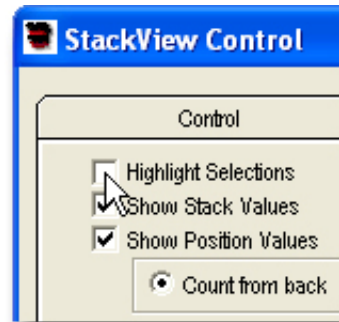 StackView Control
Control
Highlight Selections
Show Stack Values
Show Position Values
Count from back